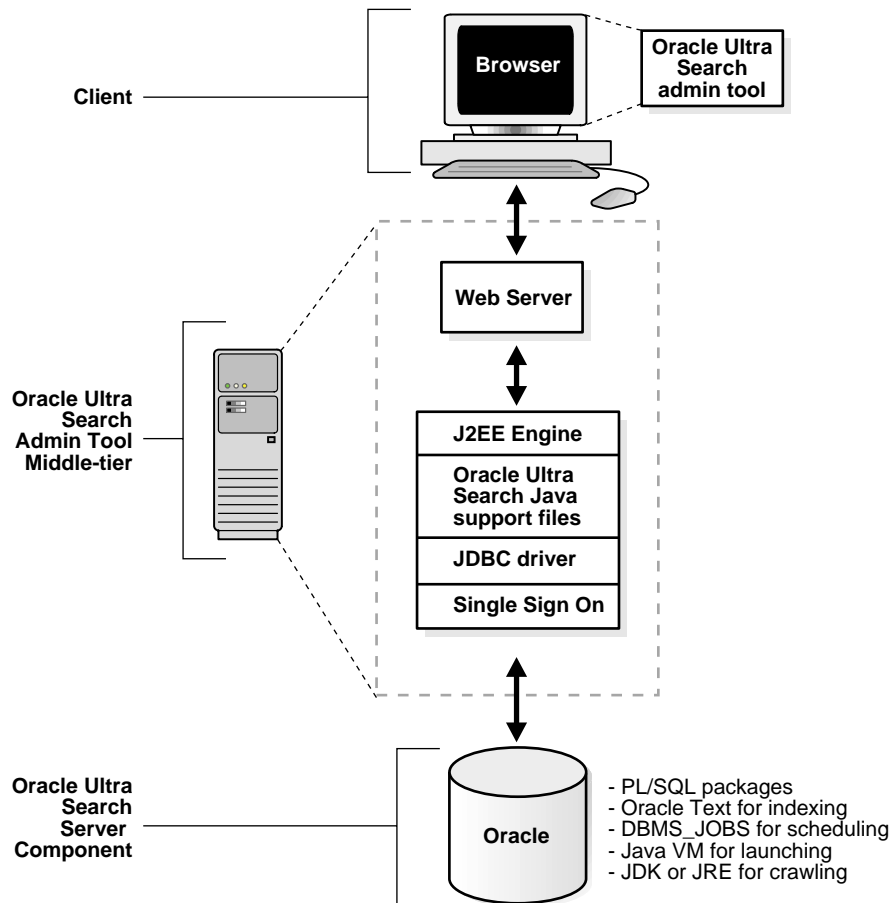 Browser
Oracle Ultra
Search
admin tool
Client
Web Server
Oracle Ultra
Search
Admin Tool
Middle-tier
J2EE Engine
Oracle Ultra
Search Java
support files
JDBC driver
Single Sign On
Oracle Ultra
Search
Server
Component
Oracle
- PL/SQL packages
- Oracle Text for indexing
- DBMS_JOBS for scheduling
- Java VM for launching
- JDK or JRE for crawling